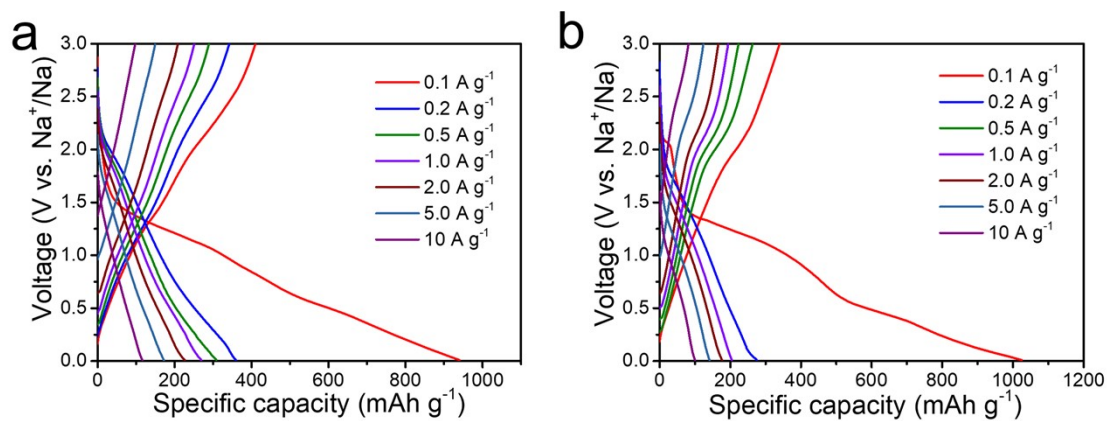 a
3.0
2.5
2.0
1.5
1.0
0.5
0.0
Voltage (V vs. Na⁺/Na)
0.1 A g⁻¹
0.2 A g⁻¹
0.5 A g⁻¹
1.0 A g⁻¹
2.0 A g⁻¹
5.0 A g⁻¹
10 A g⁻¹
0 200 400 600 800 1000
Specific capacity (mAh g⁻¹)
b
3.0
2.5
2.0
1.5
1.0
0.5
0.0
Voltage (V vs. Na⁺/Na)
0.1 A g⁻¹
0.2 A g⁻¹
0.5 A g⁻¹
1.0 A g⁻¹
2.0 A g⁻¹
5.0 A g⁻¹
10 A g⁻¹
0 200 400 600 800 1000 1200
Specific capacity (mAh g⁻¹)